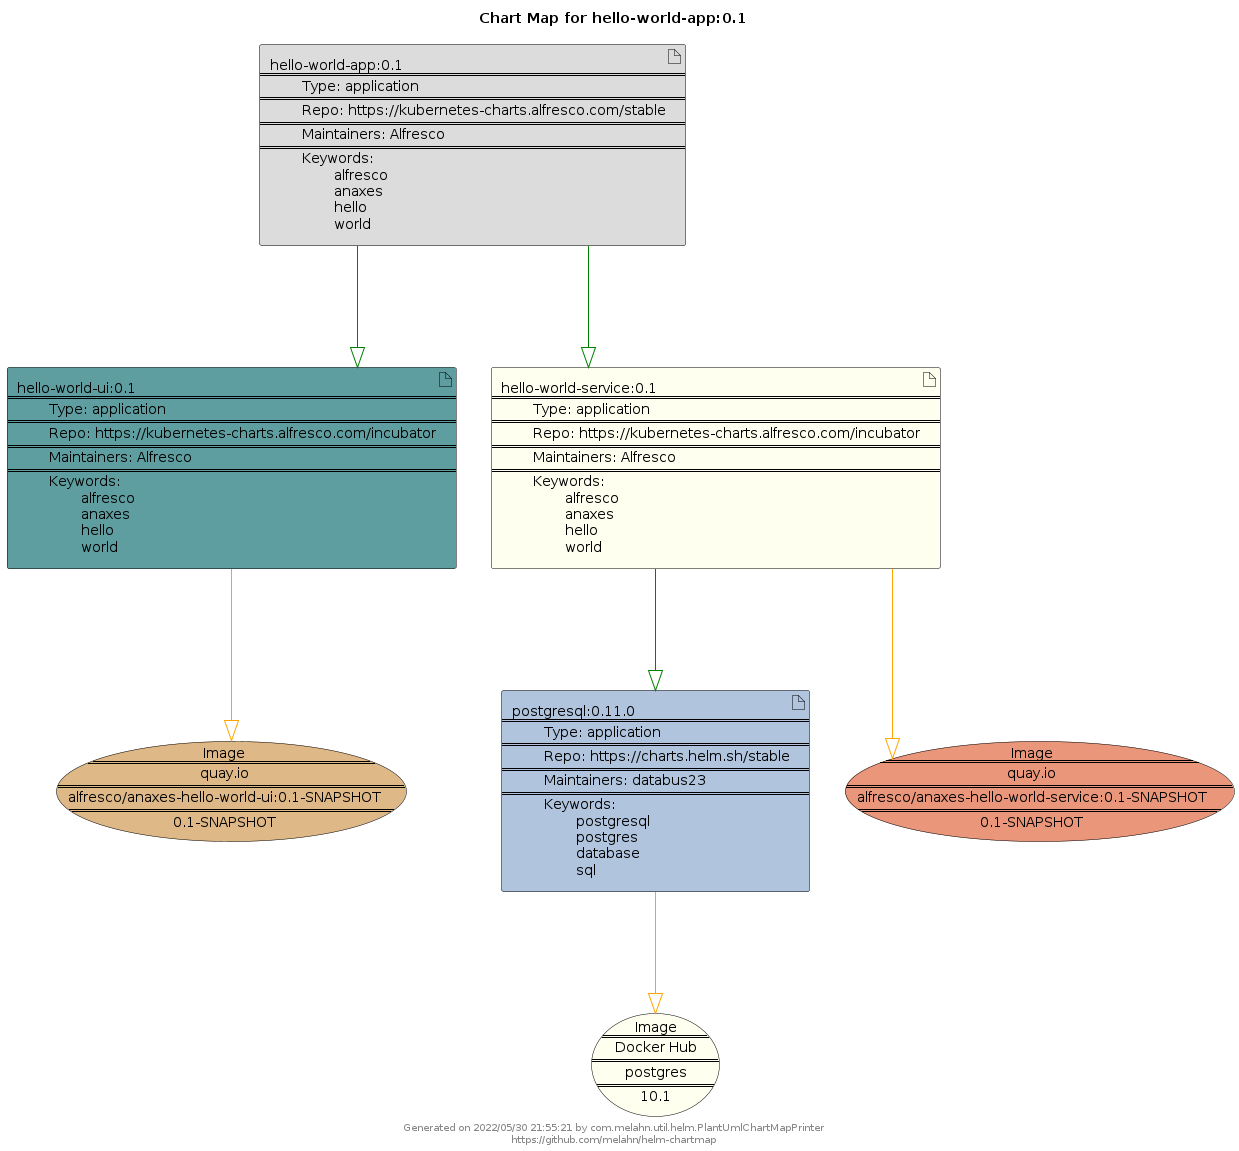 Chart Map for hello-world-app:0.1
hello-world-app:0.1
Type: application
Repo: https://kubernetes-charts.alfresco.com/stable
Maintainers: Alfresco
Keywords:
alfresco
anaxes
hello
world
hello-world-ui:0.1
Type: application
Repo: https://kubernetes-charts.alfresco.com/incubator
Maintainers: Alfresco
Keywords:
alfresco
anaxes
hello
world
hello-world-service:0.1
Type: application
Repo: https://kubernetes-charts.alfresco.com/incubator
Maintainers: Alfresco
Keywords:
alfresco
anaxes
hello
world
Image
quay.io
alfresco/anaxes-hello-world-ui:0.1-SNAPSHOT
0.1-SNAPSHOT
postgresql:0.11.0
Type: application
Repo: https://charts.helm.sh/stable
Maintainers: databus23
Keywords:
postgresql
postgres
database
sql
Image
quay.io
alfresco/anaxes-hello-world-service:0.1-SNAPSHOT
0.1-SNAPSHOT
Image
Docker Hub
postgres
10.1
Generated on 2022/05/30 21:55:21 by com.melahn.util.helm.PlantUmlChartMapPrinter
https://github.com/melahn/helm-chartmap